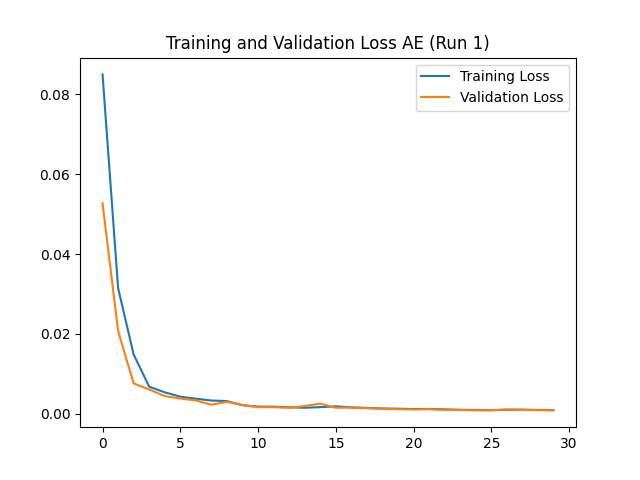 Training and Validation Loss AE (Run 1)
Training Loss
Validation Loss
0.08
0.06
0.04
0.02
0.00
0 5 10 15 20 25 30